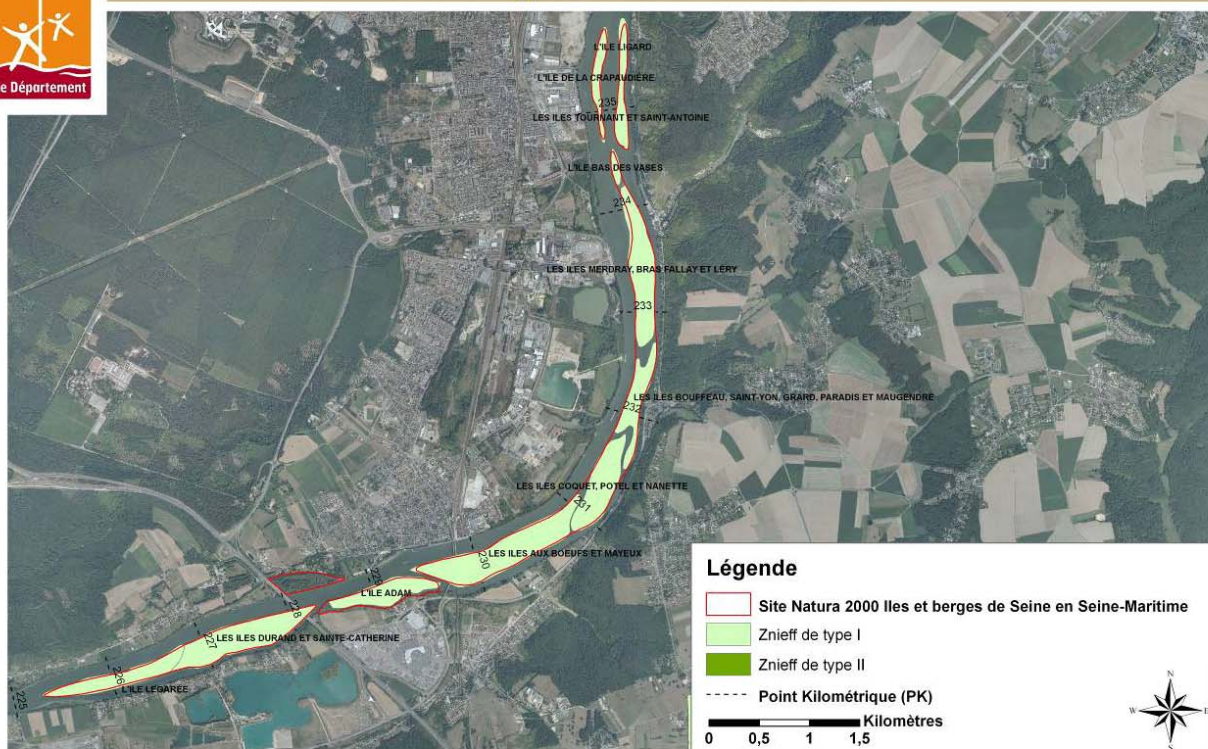 e Département
L'ILE LIGARD
L'ILE DE LA CRAPAUDIÈRE
235
LES ILES TOURNANT ET SAINT-ANTOINE
L'ILE BAS DES VASES
234
LES ILES MERDRAY, BRAS FALLAY ET LÉRY
233
LES ILES BOUFFEAU, SAINT-YON, GRARD, PARADIS ET MAUGENDRE
232
LES ILES COQUET, POTEL ET NANETTE
231
LES ILES AUX BOEUFS ET MAYEUX
230
229
L'ILE ADAM
228
LES ILES DURAND ET SAINTE-CATHERINE
227
226
L'ILE LEGARÉE
225
Légende
Site Natura 2000 Iles et berges de Seine en Seine-Maritime
Znieff de type I
Znieff de type II
Point Kilométrique (PK)
Kilomètres
0 0,5 1 1,5
N
W E
S